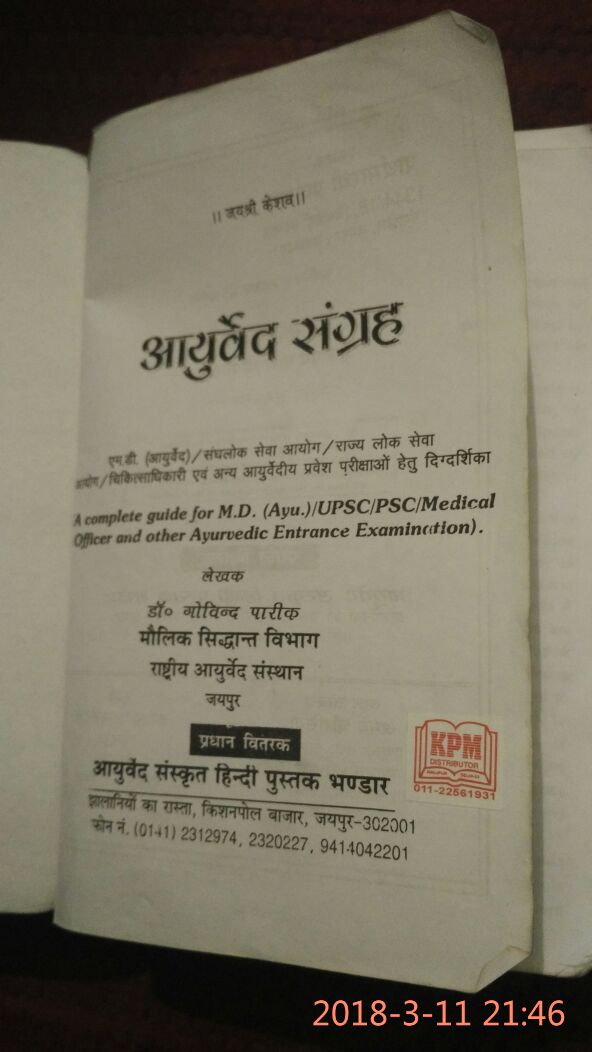 ।। जयश्री केशव।।
आयुर्वेद संग्रह
एम.डी. (आयुर्वेद)/संघलोक सेवा आयोग/राज्य लोक सेवा
आयोग/चिकित्साधिकारी एवं अन्य आयुर्वेदीय प्रवेश परीक्षाओं हेतु दिग्दर्शिका
A complete guide for M.D. (Ayu.)/UPSC/PSC/Medical
Officer and other Ayurvedic Entrance Examination).
लेखक
डॉ० गोविन्द पारीक
मौलिक सिद्धान्त विभाग
राष्ट्रीय आयुर्वेद संस्थान
जयपुर
प्रधान वितरक
आयुर्वेद संस्कृत हिन्दी पुस्तक भण्डार
झालानियों का रास्ता, किशनपोल बाजार, जयपुर-302001
फोन नं. (0141) 2312974, 2320227, 9414042201
KPM
DISTRIBUTOR
011-22561931
2018-3-11 21:46